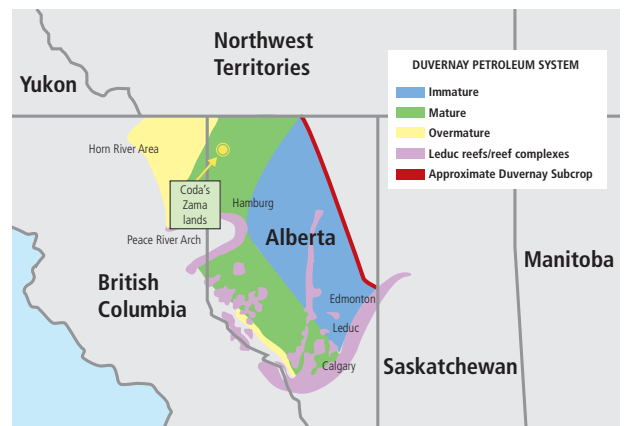 Northwest
Territories
Yukon
DUVERNAY PETROLEUM SYSTEM
Immature
Mature
Overmature
Leduc reefs/reef complexes
Approximate Duvernay Subcrop
Horn River Area
Coda's
Zama
lands
Hamburg
Peace River Arch
Alberta
Manitoba
British
Columbia
Edmonton
Leduc
Calgary
Saskatchewan